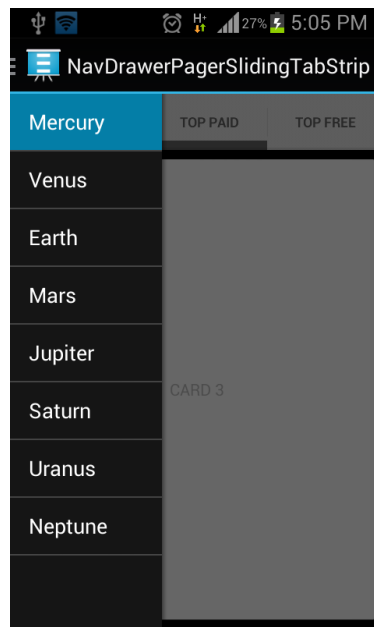 H+ 27% 5:05 PM
NavDrawerPagerSlidingTabStrip
Mercury TOP PAID TOP FREE
Venus
Earth
Mars
Jupiter
CARD 3
Saturn
Uranus
Neptune